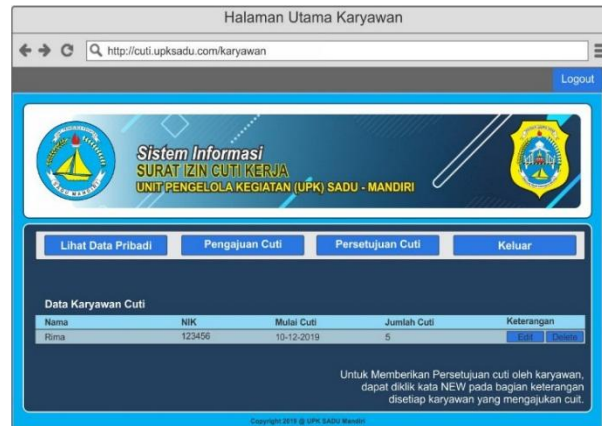 Halaman Utama Karyawan
http://cuti.upksadu.com/karyawan
Logout
Sistem Informasi
SURAT IZIN CUTI KERJA
UNIT PENGELOLA KEGIATAN (UPK) SADU - MANDIRI
SADU MANDIRI
Lihat Data Pribadi Pengajuan Cuti Persetujuan Cuti Keluar
Data Karyawan Cuti
Nama NIK Mulai Cuti Jumlah Cuti Keterangan
Rima 123456 10-12-2019 5 Edit Delete
Untuk Memberikan Persetujuan cuti oleh karyawan,
dapat diklik kata NEW pada bagian keterangan
disetiap karyawan yang mengajukan cuit.
Copyright 2019 @ UPK SADU Mandiri